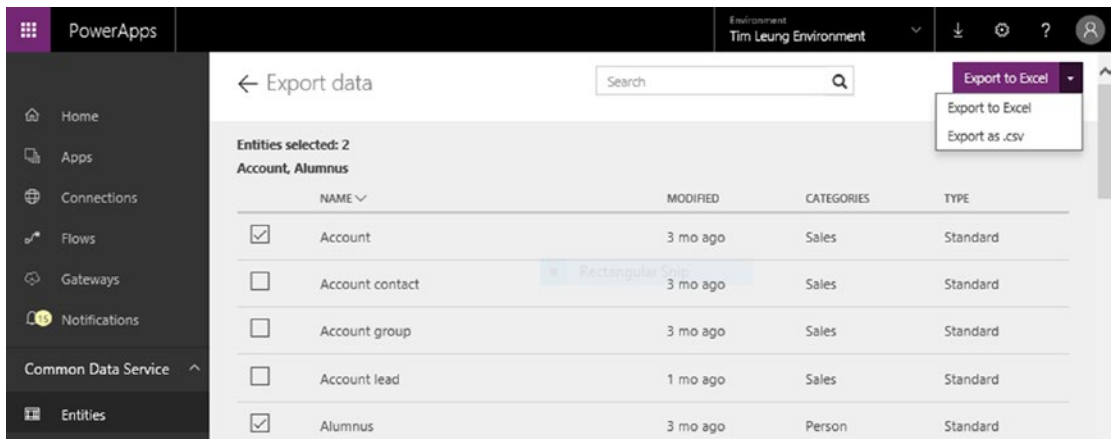 PowerApps
Environment
Tim Leung Environment
?
Export data
Search
Export to Excel
Export to Excel
Export as .csv
Home
Apps
Connections
Flows
Gateways
15
Notifications
Common Data Service
Entities
Entities selected: 2
Account, Alumnus
NAME MODIFIED CATEGORIES TYPE
Account 3 mo ago Sales Standard
Rectangular Snip
Account contact 3 mo ago Sales Standard
Account group 3 mo ago Sales Standard
Account lead 1 mo ago Sales Standard
Alumnus 3 mo ago Person Standard